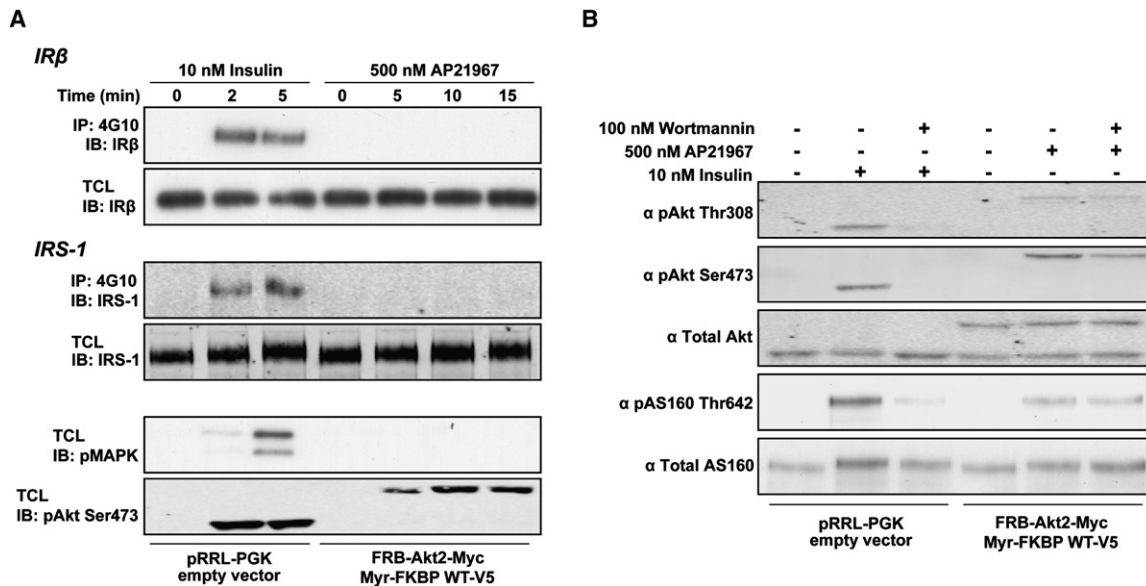 A
IRβ
10 nM Insulin 500 nM AP21967
Time (min) 0 2 5 0 5 10 15
IP: 4G10
IB: IRβ
TCL
IB: IRβ
IRS-1
IP: 4G10
IB: IRS-1
TCL
IB: IRS-1
TCL
IB: pMAPK
TCL
IB: pAkt Ser473
pRRL-PGK
empty vector
FRB-Akt2-Myc
Myr-FKBP WT-V5
B
100 nM Wortmannin - - + - - +
500 nM AP21967 - - - - + +
10 nM Insulin - + + - - -
α pAkt Thr308
α pAkt Ser473
α Total Akt
α pAS160 Thr642
α Total AS160
pRRL-PGK
empty vector
FRB-Akt2-Myc
Myr-FKBP WT-V5